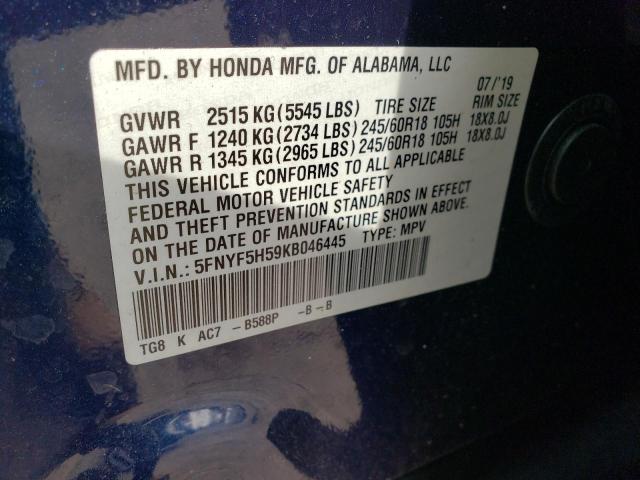 MFD. BY HONDA MFG. OF ALABAMA, LLC
07/'19
GVWR 2515 KG (5545 LBS) TIRE SIZE RIM SIZE
GAWR F 1240 KG (2734 LBS) 245/60R18 105H 18X8.0J
GAWR R 1345 KG (2965 LBS) 245/60R18 105H 18X8.0J
THIS VEHICLE CONFORMS TO ALL APPLICABLE
FEDERAL MOTOR VEHICLE SAFETY
AND THEFT PREVENTION STANDARDS IN EFFECT
ON THE DATE OF MANUFACTURE SHOWN ABOVE.
V.I.N.: 5FNYF5H59KB046445 TYPE: MPV
TG8 K AC7 - B588P -B-B